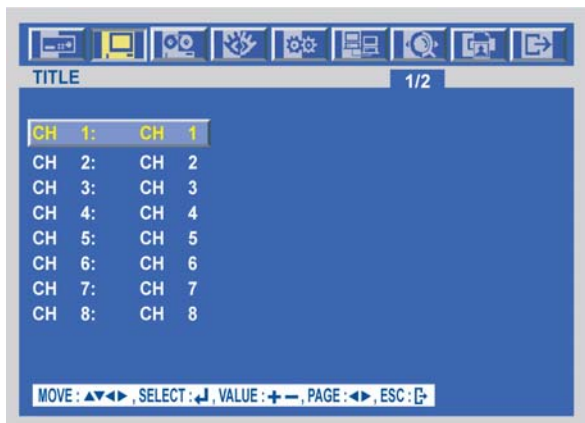 TITLE 1/2
CH 1: CH 1
CH 2: CH 2
CH 3: CH 3
CH 4: CH 4
CH 5: CH 5
CH 6: CH 6
CH 7: CH 7
CH 8: CH 8
MOVE : ▲▼◀▶ , SELECT : ↵ , VALUE : + − , PAGE : ◀▶ , ESC :